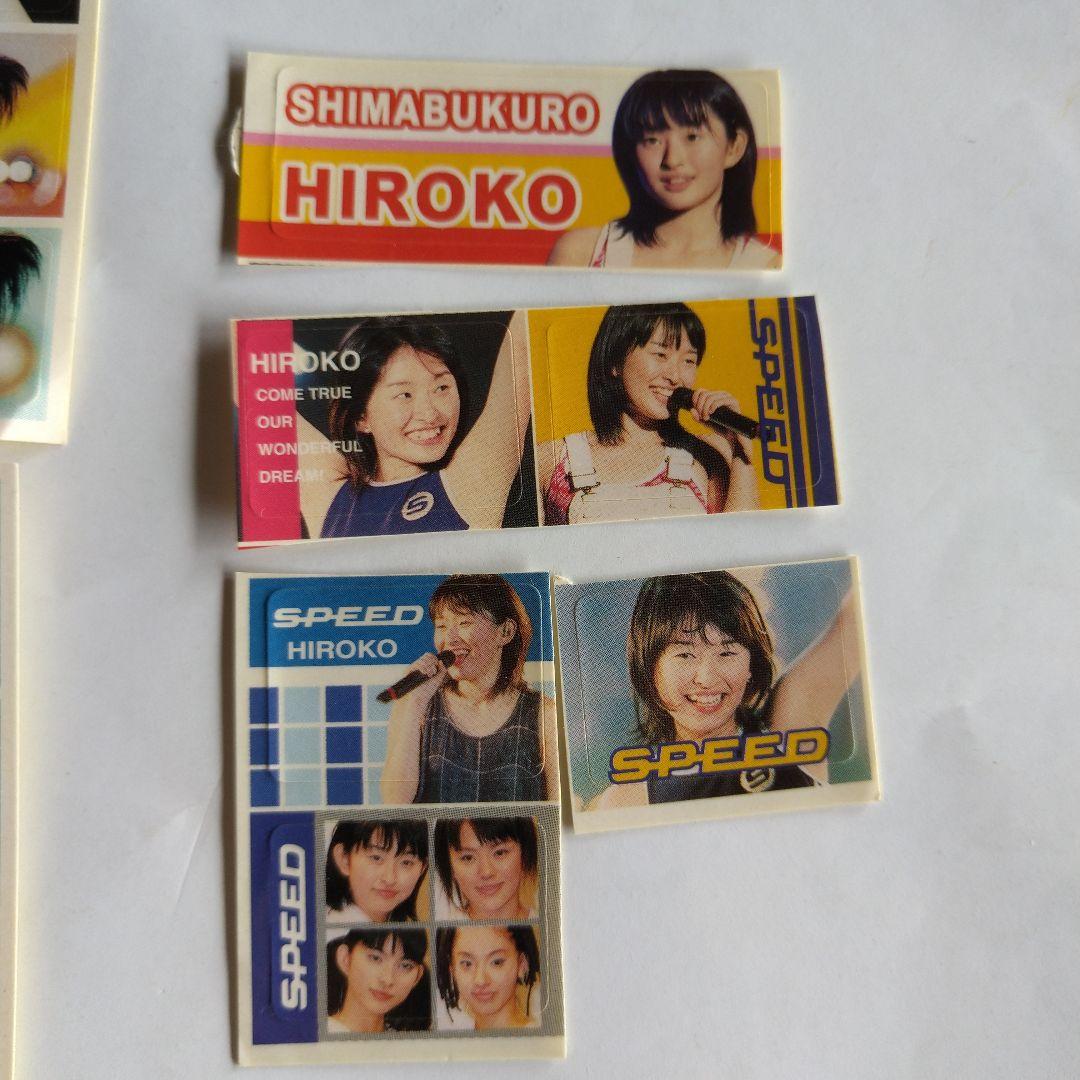 SHIMABUKURO
HIROKO
HIROKO
COME TRUE
OUR
WONDERFUL
DREAM!
SPEED
S
SPEED
HIROKO
SPEED
S
SPEED